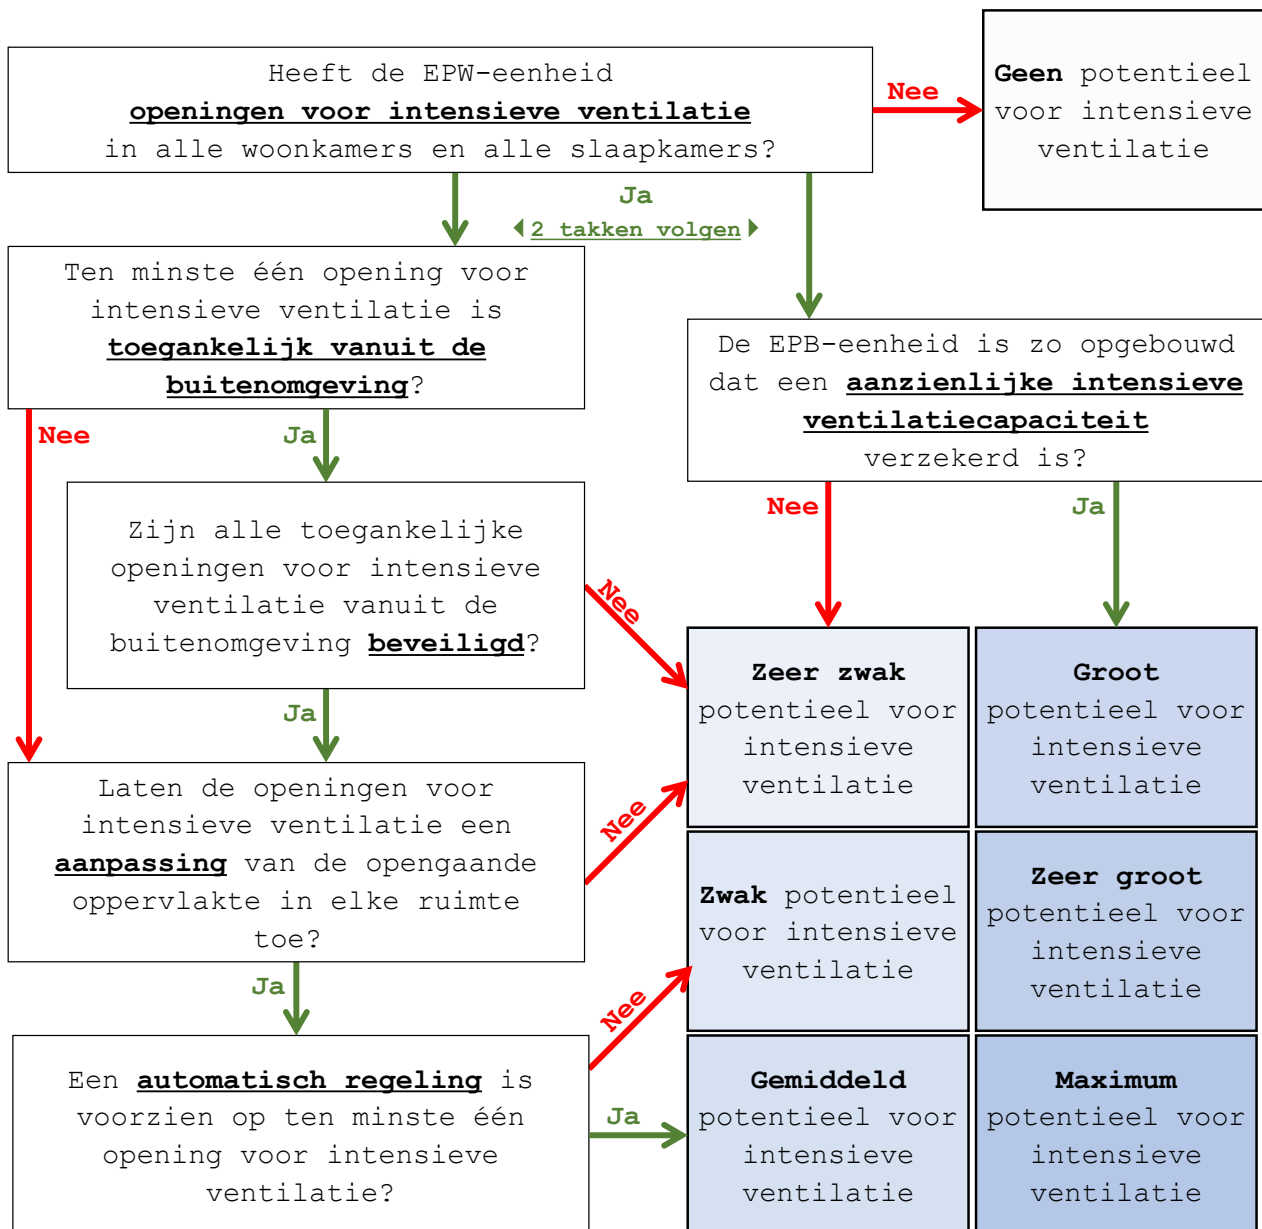 Heeft de EPW-eenheid
openingen voor intensieve ventilatie
in alle woonkamers en alle slaapkamers?
Nee
Geen potentieel
voor intensieve
ventilatie
Ja
2 takken volgen
Ten minste één opening voor
intensieve ventilatie is
toegankelijk vanuit de
buitenomgeving?
De EPB-eenheid is zo opgebouwd
dat een aanzienlijke intensieve
ventilatiecapaciteit
verzekerd is?
Nee
Ja
Nee
Ja
Zijn alle toegankelijke
openingen voor intensieve
ventilatie vanuit de
buitenomgeving beveiligd?
Nee
Ja
Zeer zwak
potentieel voor
intensieve
ventilatie
Groot
potentieel voor
intensieve
ventilatie
Laten de openingen voor
intensieve ventilatie een
aanpassing van de opengaande
oppervlakte in elke ruimte
toe?
Nee
Ja
Zwak potentieel
voor intensieve
ventilatie
Zeer groot
potentieel voor
intensieve
ventilatie
Een automatisch regeling is
voorzien op ten minste één
opening voor intensieve
ventilatie?
Nee
Ja
Gemiddeld
potentieel voor
intensieve
ventilatie
Maximum
potentieel voor
intensieve
ventilatie